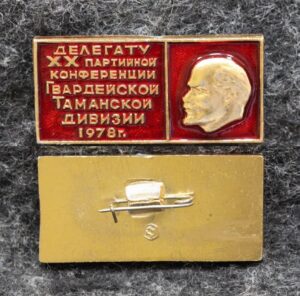 ДЕЛЕГАТУ
XX ПАРТИЙНОЙ
КОНФЕРЕНЦИИ
ГВАРДЕЙСКОЙ
ТАМАНСКОЙ
ДИВИЗИИ
1978г.